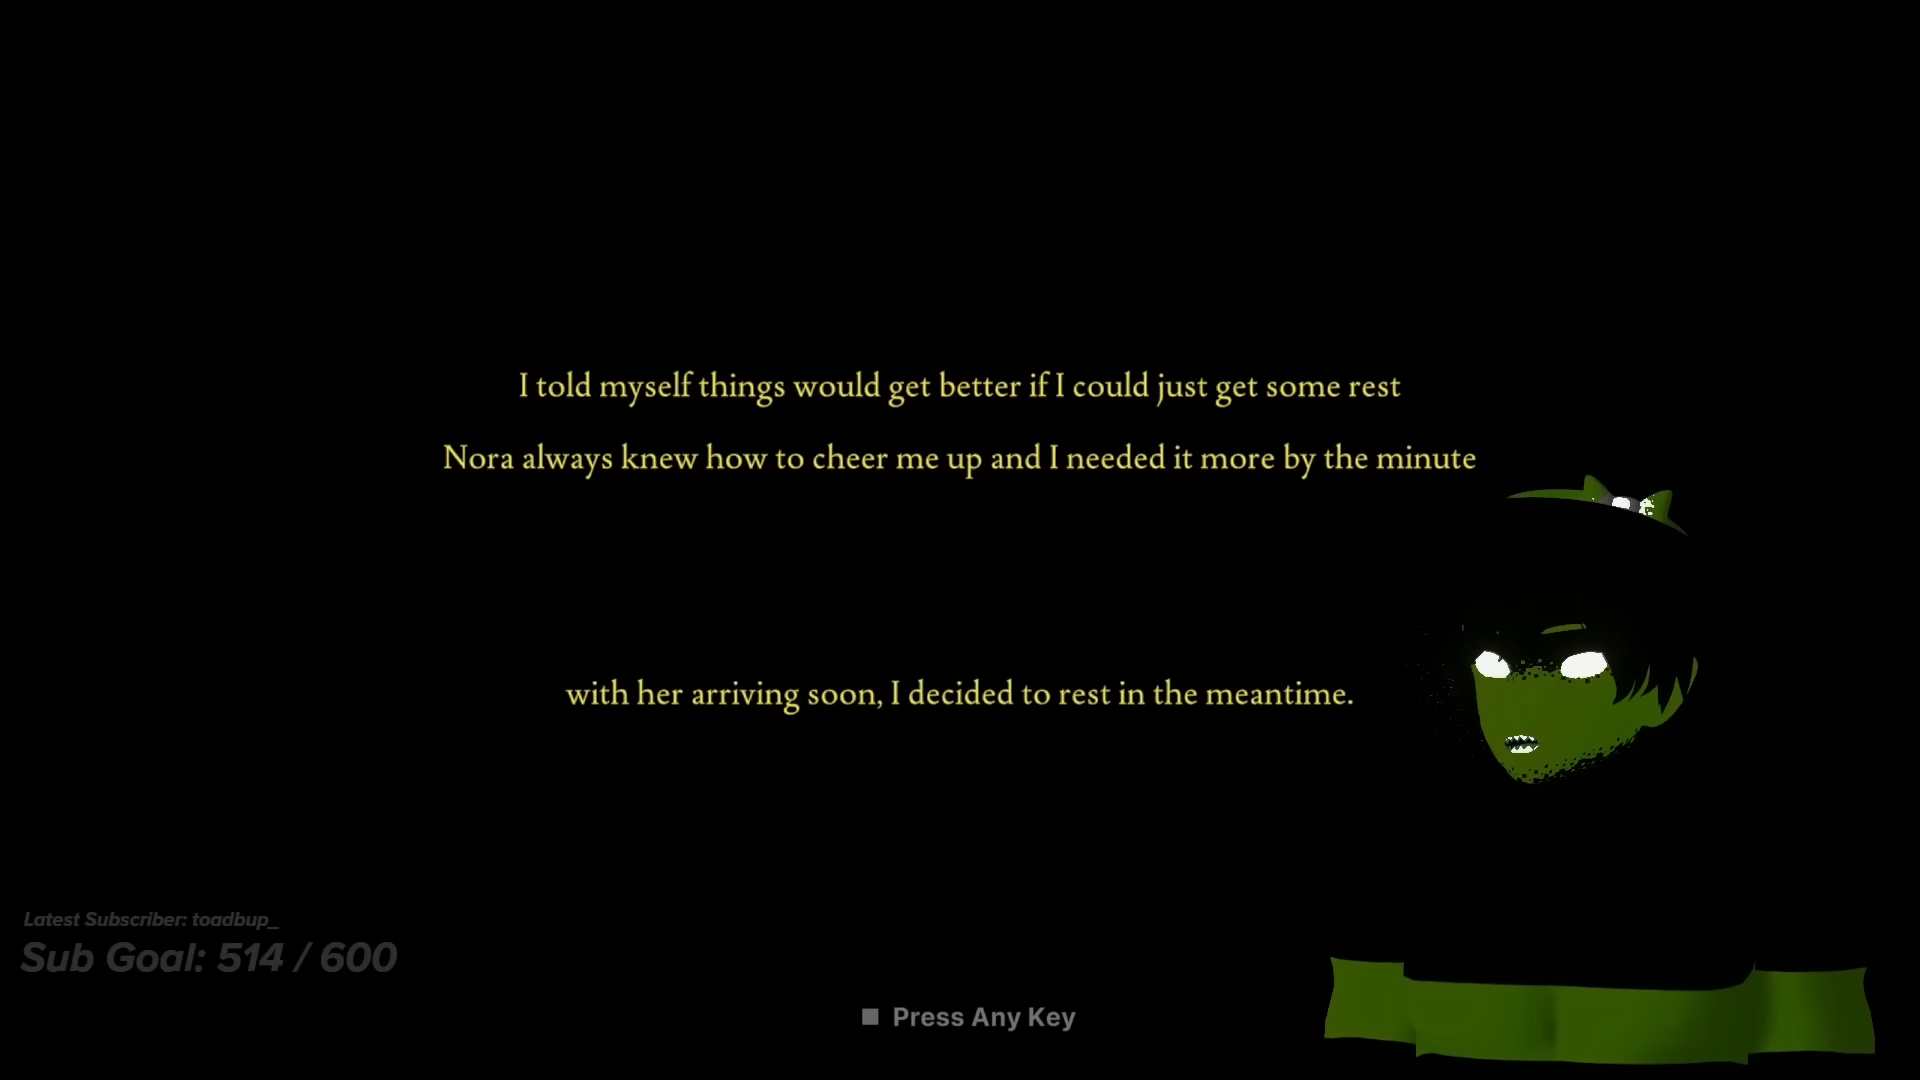 I told myself things would get better if I could just get some rest
Nora always knew how to cheer me up and I needed it more by the minute
with her arriving soon, I decided to rest in the meantime.
Latest Subscriber: toadbup_
Sub Goal: 514 / 600
Press Any Key